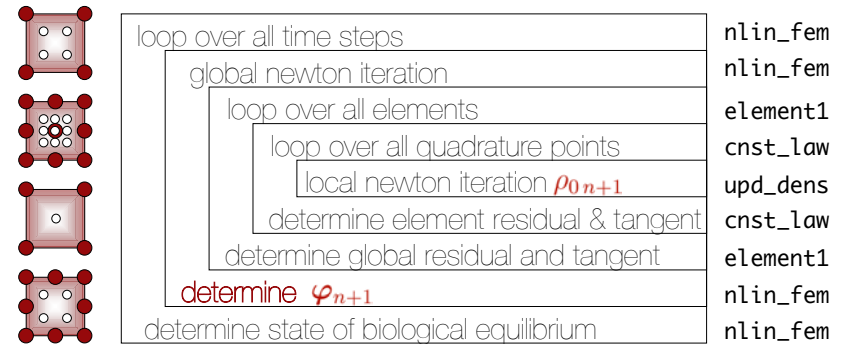 loop over all time steps nlin_fem
global newton iteration nlin_fem
loop over all elements element1
loop over all quadrature points cnst_law
local newton iteration ρ₀ₙ₊₁ upd_dens
determine element residual & tangent cnst_law
determine global residual and tangent element1
determine φₙ₊₁ nlin_fem
determine state of biological equilibrium nlin_fem